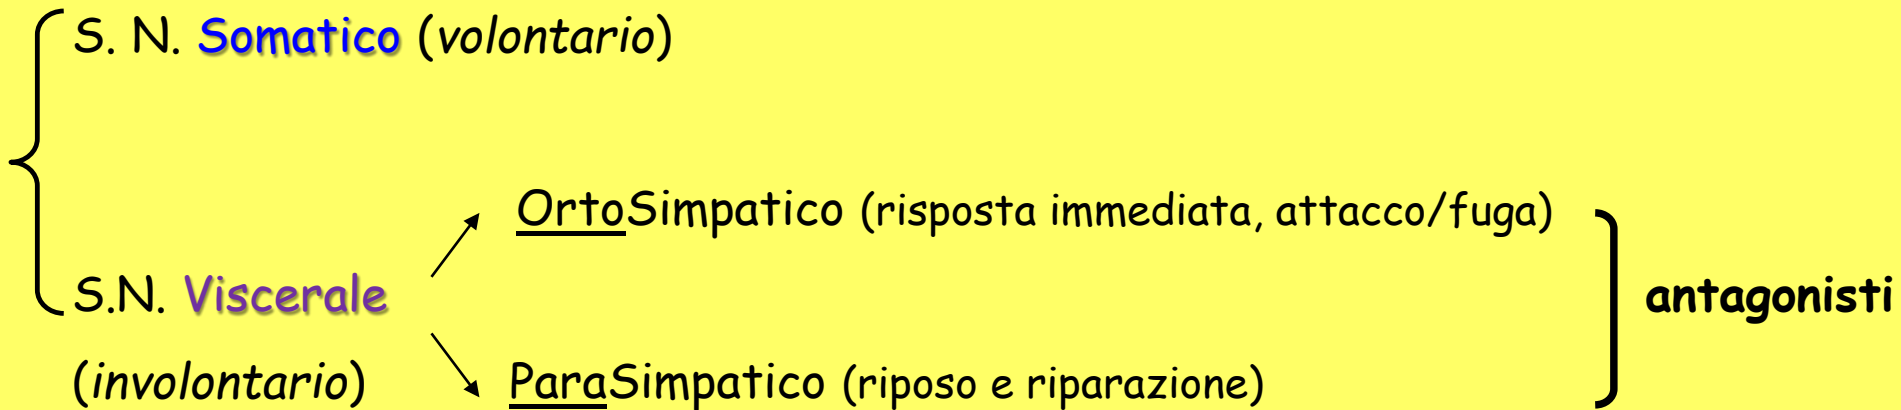 S. N. Somatico (volontario)
OrtoSimpatico (risposta immediata, attacco/fuga)
S.N. Viscerale
antagonisti
(involontario)
ParaSimpatico (riposo e riparazione)